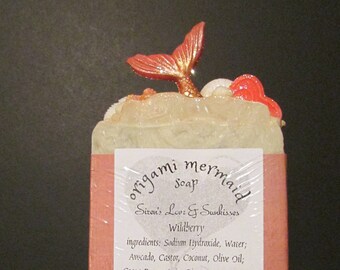 origami mermaid
Soap
Siren's Love & Sunkisses
Wildberry
ingredients: Sodium Hydroxide, Water;
Avocado, Castor, Coconut, Olive Oil;